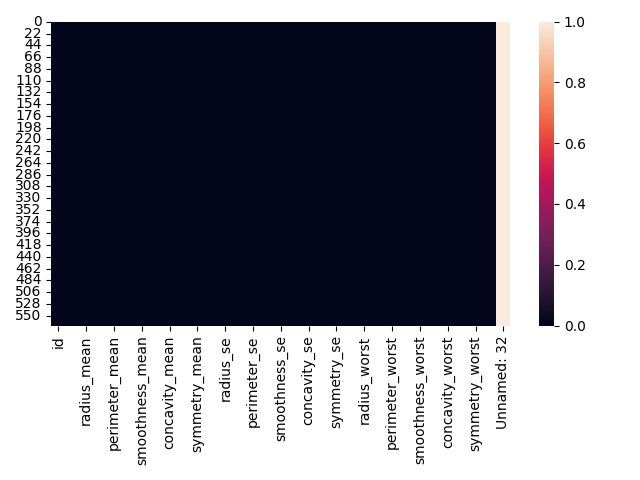 0
22
44
66
88
110
132
154
176
198
220
242
264
286
308
330
352
374
396
418
440
462
484
506
528
550
id
radius_mean
perimeter_mean
smoothness_mean
concavity_mean
symmetry_mean
radius_se
perimeter_se
smoothness_se
concavity_se
symmetry_se
radius_worst
perimeter_worst
smoothness_worst
concavity_worst
symmetry_worst
Unnamed: 32
1.0
0.8
0.6
0.4
0.2
0.0